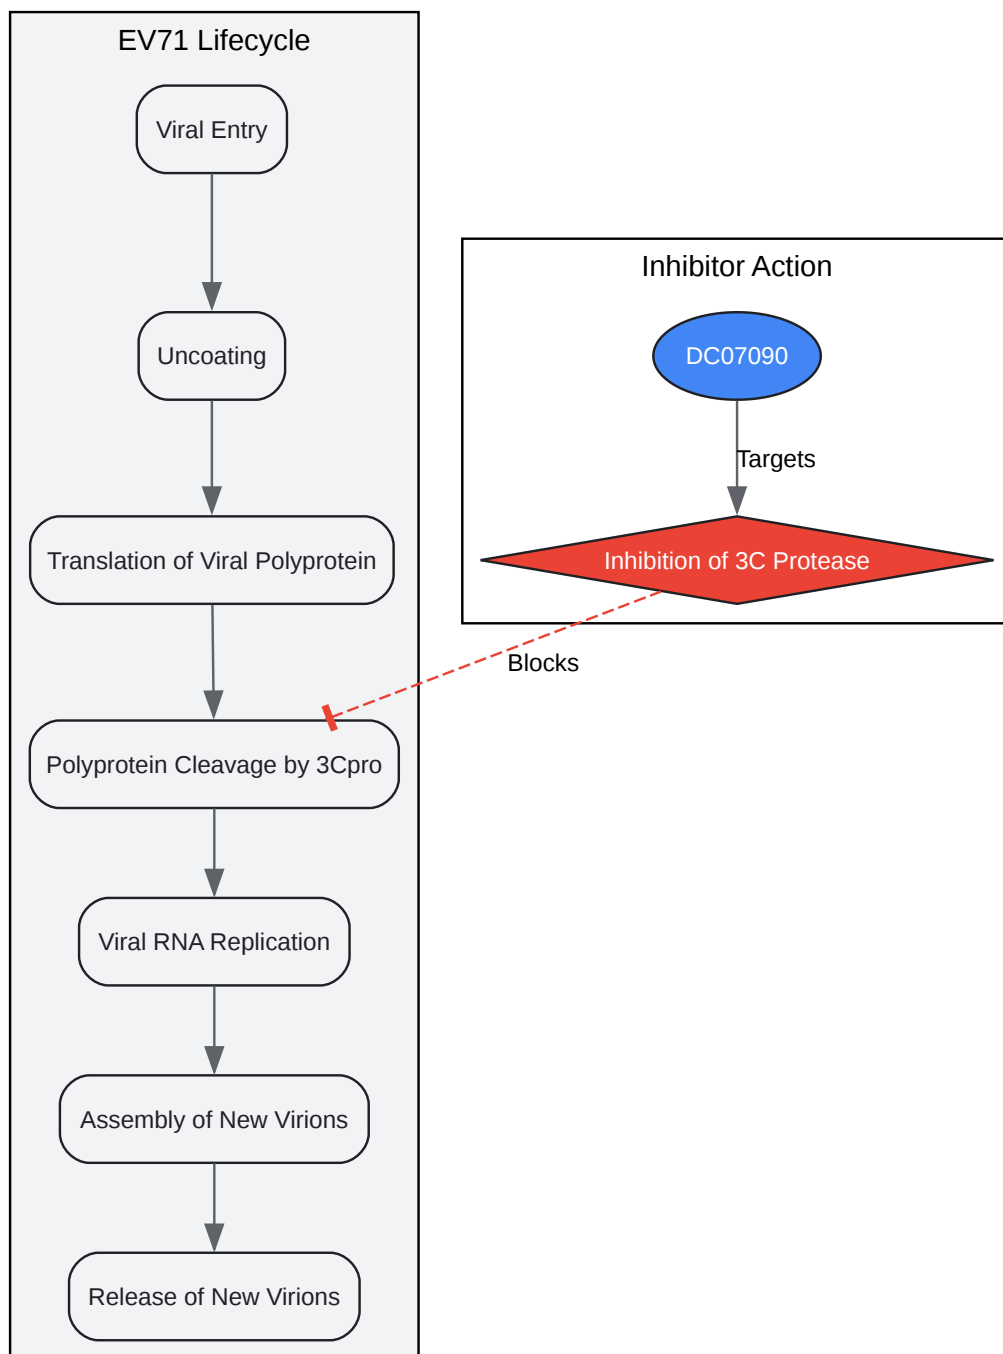 EV71 Lifecycle
Viral Entry
Uncoating
Translation of Viral Polyprotein
Polyprotein Cleavage by 3Cpro
Viral RNA Replication
Assembly of New Virions
Release of New Virions
Inhibitor Action
DC07090
Targets
Inhibition of 3C Protease
Blocks